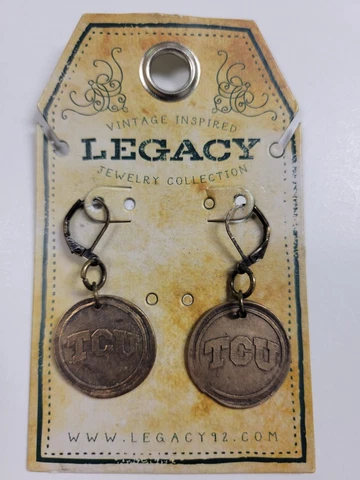 VINTAGE INSPIRED
LEGACY
JEWELRY COLLECTION
TCU TCU
WWW.LEGACY92.COM